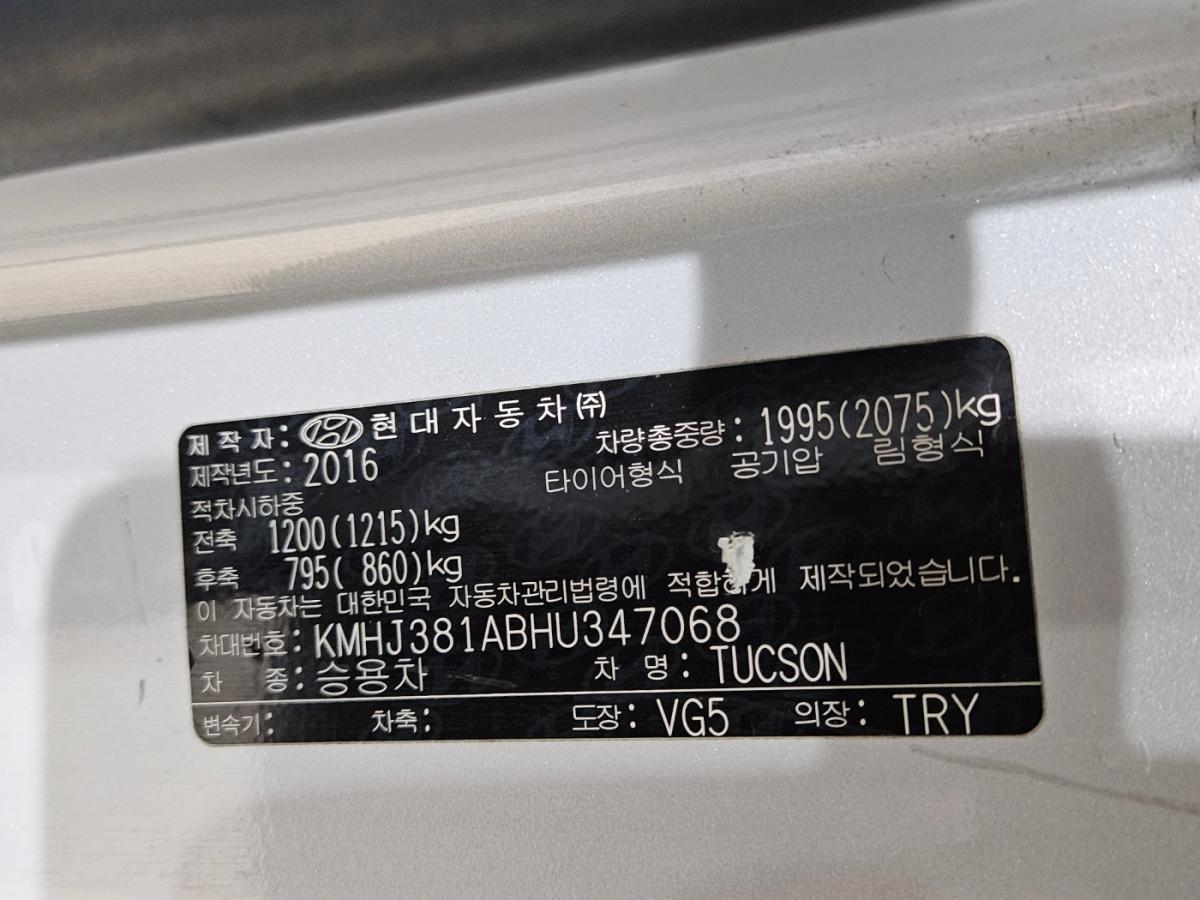 제 작 자 : 현 대 자 동 차 ㈜
제작년도 : 2016
차량총중량 : 1995(2075)kg
적차시하중
타이어형식 공기압 림형식
전축 1200(1215)kg
후축 795( 860)kg
이 자동차는 대한민국 자동차관리법령에 적합하게 제작되었습니다.
차대번호 : KMHJ381ABHU347068
차 종 : 승용차 차 명 : TUCSON
변속기 : 차축 : 도장 : VG5 의장 : TRY